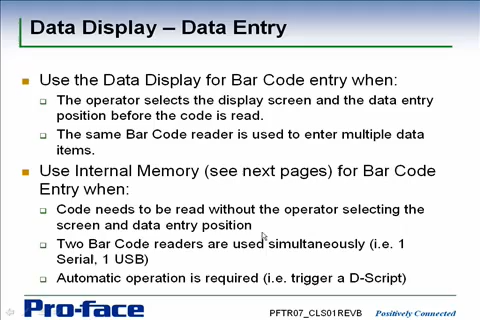 Data Display – Data Entry
Use the Data Display for Bar Code entry when:
The operator selects the display screen and the data entry
position before the code is read.
The same Bar Code reader is used to enter multiple data
items.
Use Internal Memory (see next pages) for Bar Code
Entry when:
Code needs to be read without the operator selecting the
screen and data entry position
Two Bar Code readers are used simultaneously (i.e. 1
Serial, 1 USB)
Automatic operation is required (i.e. trigger a D-Script)
Pro-face
PFTR07_CLS01REVB
Positively Connected